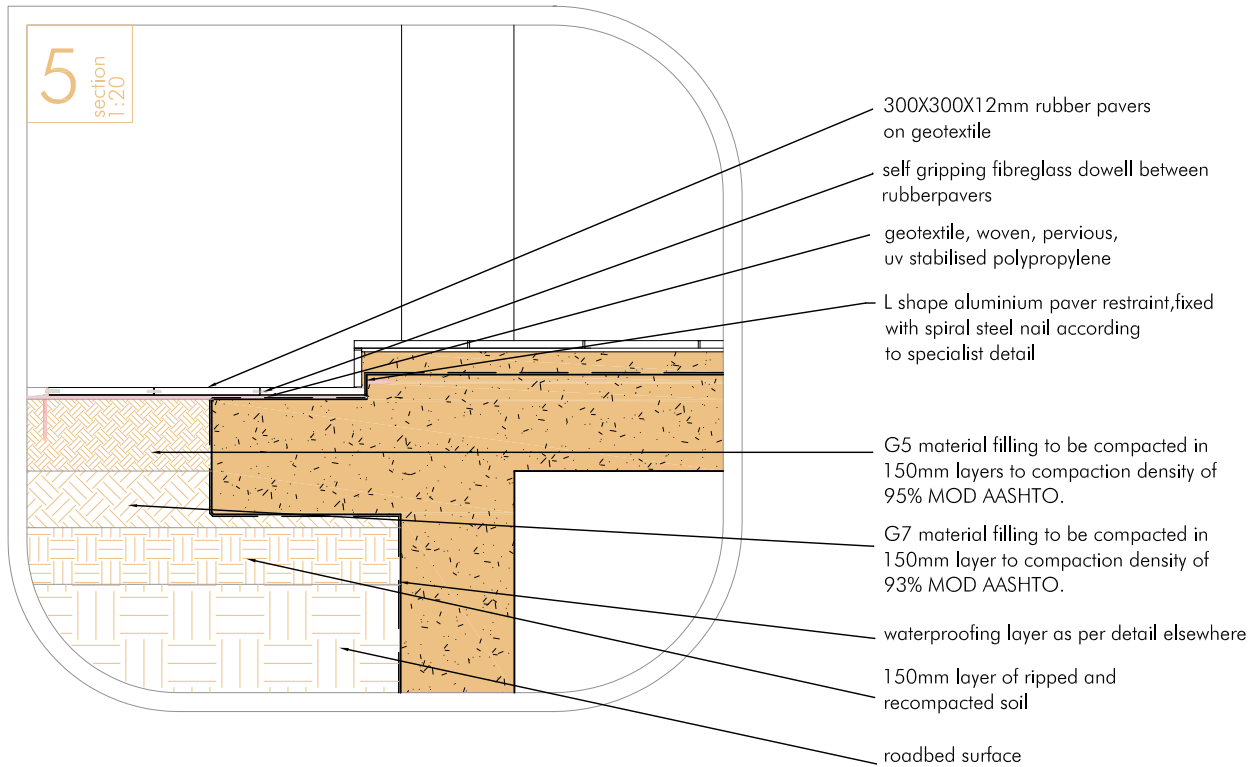 5
section
1:20
300X300X12mm rubber pavers
on geotextile
self gripping fibreglass dowell between
rubberpavers
geotextile, woven, pervious,
uv stabilised polypropylene
L shape aluminium paver restraint,fixed
with spiral steel nail according
to specialist detail
G5 material filling to be compacted in
150mm layers to compaction density of
95% MOD AASHTO.
G7 material filling to be compacted in
150mm layer to compaction density of
93% MOD AASHTO.
waterproofing layer as per detail elsewhere
150mm layer of ripped and
recompacted soil
roadbed surface